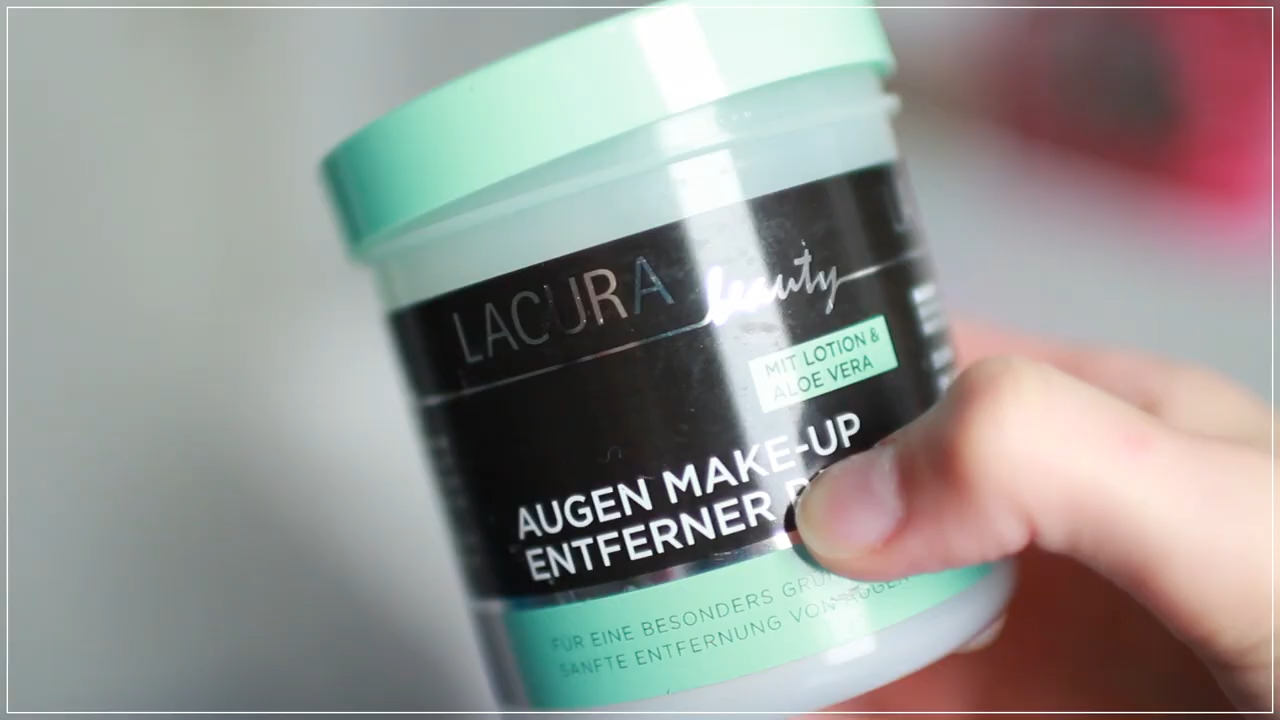 LACURA beauty
MIT LOTION &
ALOE VERA
AUGEN MAKE-UP
ENTFERNER
FÜR EINE BESONDERS
SANFTE ENTFERNUNG VON